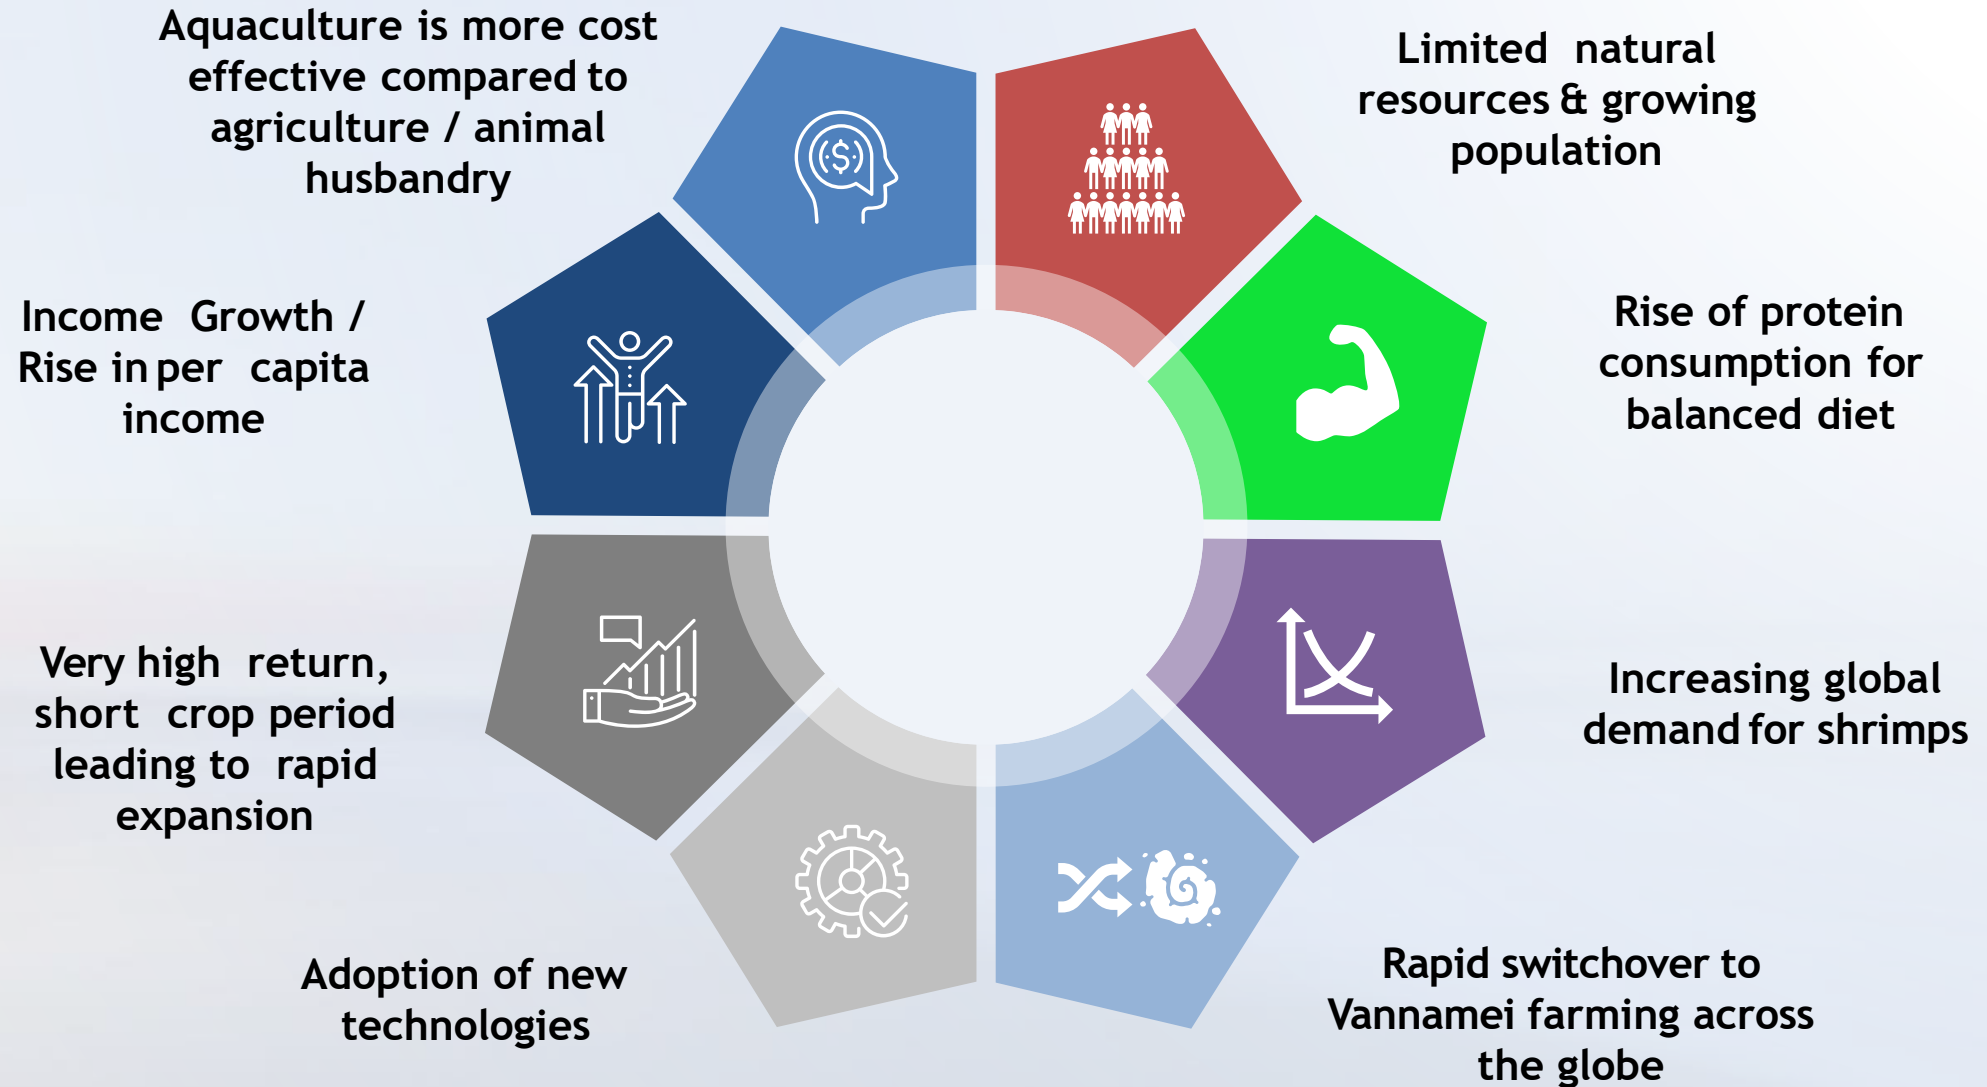 Aquaculture is more cost
effective compared to
agriculture / animal
husbandry
Limited natural
resources & growing
population
Income Growth /
Rise in per capita
income
Rise of protein
consumption for
balanced diet
Very high return,
short crop period
leading to rapid
expansion
Increasing global
demand for shrimps
Adoption of new
technologies
Rapid switchover to
Vannamei farming across
the globe
$